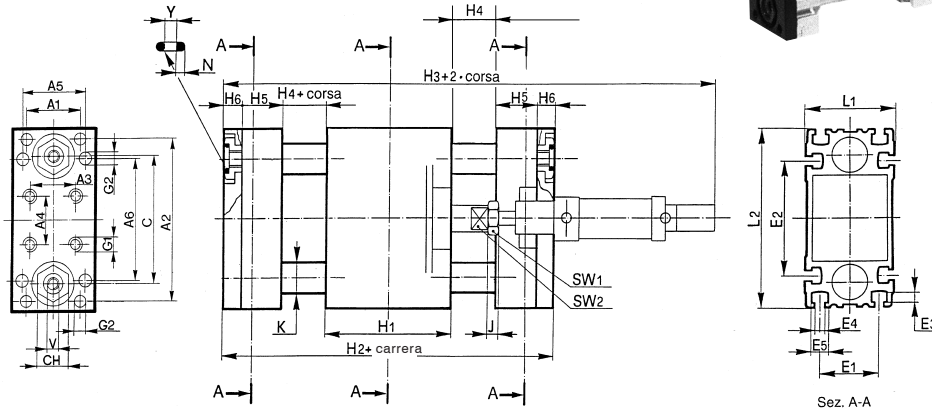 H4
Y
A
A
A
N
H3+2·corsa
A5
A1
H6
H5
H4+corsa
H5
H6
L1
G2
A3
A4
A6
C
A2
G1
L2
E2
SW1
SW2
K
H1
J
G2
E4
E3
V
H2+ carrera
E5
CH
E1
A
A
A
Sez. A-A